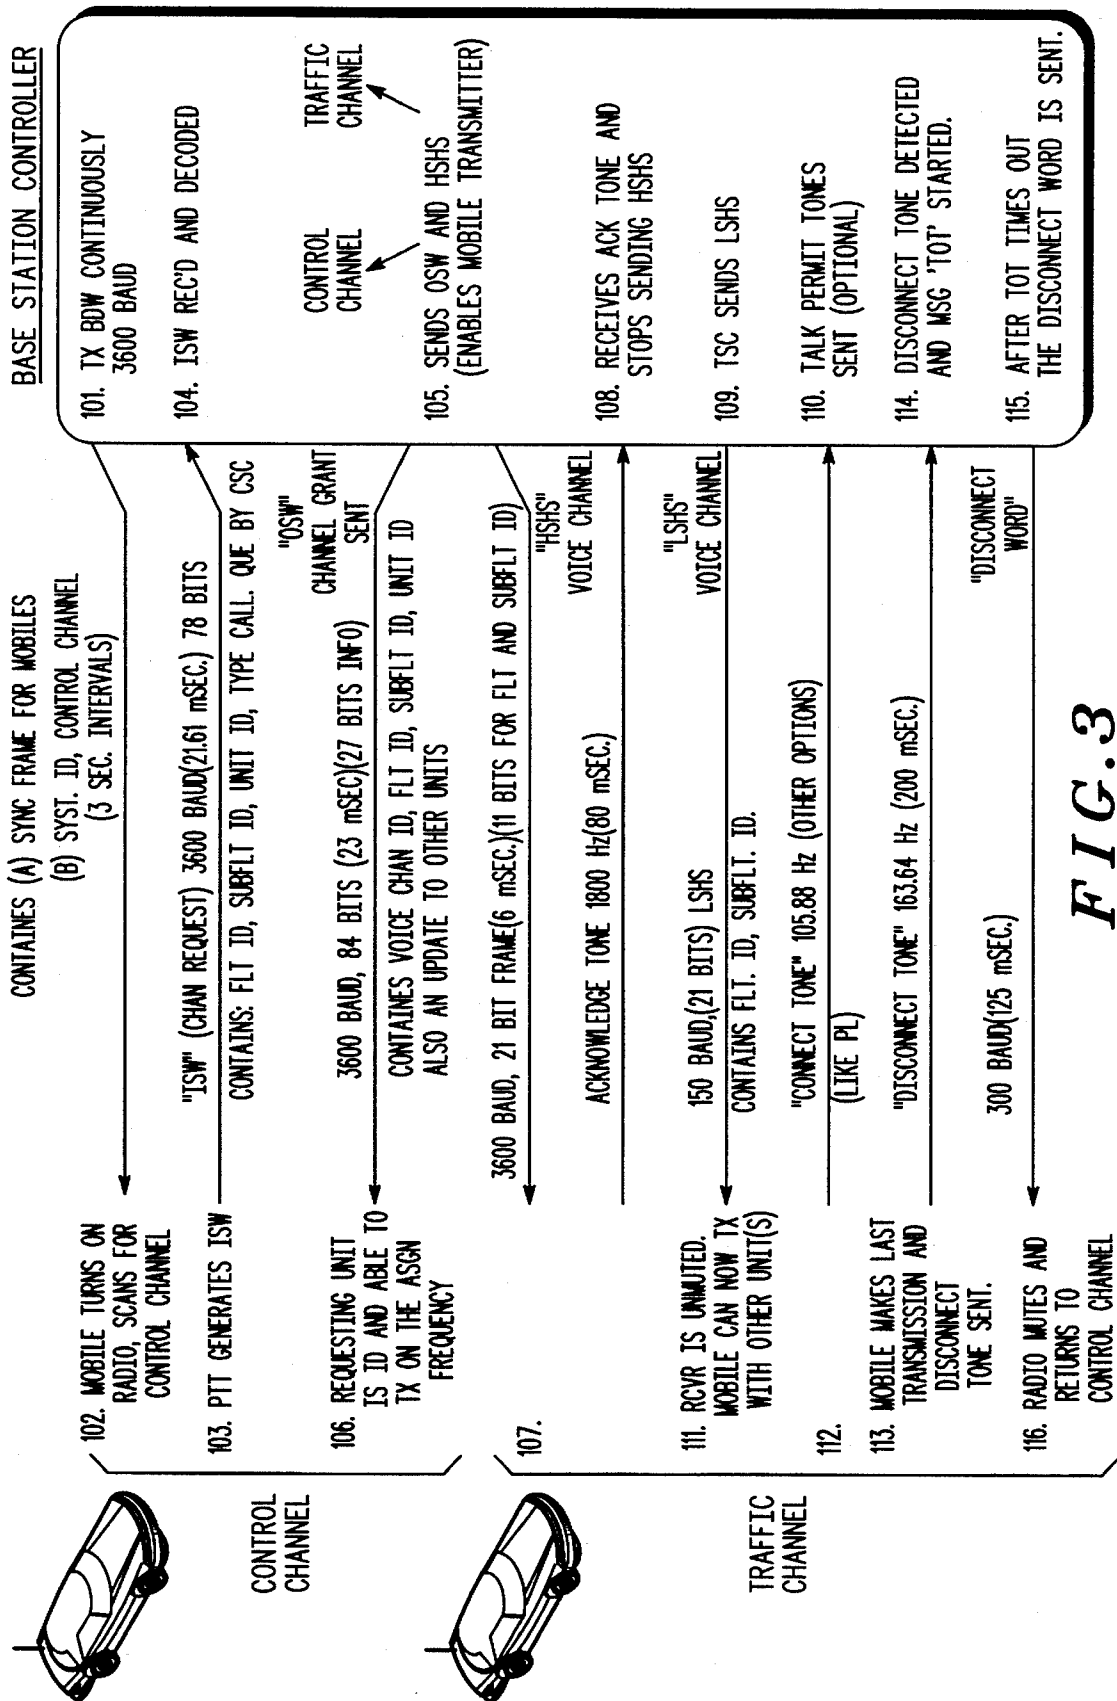 BASE STATION CONTROLLER
101. TX BDW CONTINUOUSLY
3600 BAUD
104. ISW REC'D AND DECODED
CONTROL
CHANNEL
TRAFFIC
CHANNEL
105. SENDS OSW AND HSHS
(ENABLES MOBILE TRANSMITTER)
108. RECEIVES ACK TONE AND
STOPS SENDING HSHS
109. TSC SENDS LSHS
110. TALK PERMIT TONES
SENT (OPTIONAL)
114. DISCONNECT TONE DETECTED
AND MSG 'TOT' STARTED.
115. AFTER TOT TIMES OUT
THE DISCONNECT WORD IS SENT.
CONTAINES (A) SYNC FRAME FOR MOBILES
(B) SYST. ID, CONTROL CHANNEL
(3 SEC. INTERVALS)
"ISW" (CHAN REQUEST) 3600 BAUD(21.61 mSEC.) 78 BITS
CONTAINS: FLT ID, SUBFLT ID, UNIT ID, TYPE CALL. QUE BY CSC
"OSW"
CHANNEL GRANT
SENT
3600 BAUD, 84 BITS (23 mSEC)(27 BITS INFO)
CONTAINES VOICE CHAN ID, FLT ID, SUBFLT ID, UNIT ID
ALSO AN UPDATE TO OTHER UNITS
3600 BAUD, 21 BIT FRAME(6 mSEC.)(11 BITS FOR FLT AND SUBFLT ID)
"HSHS"
VOICE CHANNEL
ACKNOWLEDGE TONE 1800 Hz(80 mSEC.)
"LSHS"
VOICE CHANNEL
150 BAUD,(21 BITS) LSHS
CONTAINS FLT. ID, SUBFLT. ID.
"CONNECT TONE" 105.88 Hz (OTHER OPTIONS)
(LIKE PL)
"DISCONNECT TONE" 163.64 Hz (200 mSEC.)
"DISCONNECT
WORD"
300 BAUD(125 mSEC.)
102. MOBILE TURNS ON
RADIO, SCANS FOR
CONTROL CHANNEL
103. PTT GENERATES ISW
106. REQUESTING UNIT
IS ID AND ABLE TO
TX ON THE ASGN
FREQUENCY
107.
111. RCVR IS UNMUTED.
MOBILE CAN NOW TX
WITH OTHER UNIT(S)
112.
113. MOBILE MAKES LAST
TRANSMISSION AND
DISCONNECT
TONE SENT.
116. RADIO MUTES AND
RETURNS TO
CONTROL CHANNEL
CONTROL
CHANNEL
TRAFFIC
CHANNEL
FIG.3